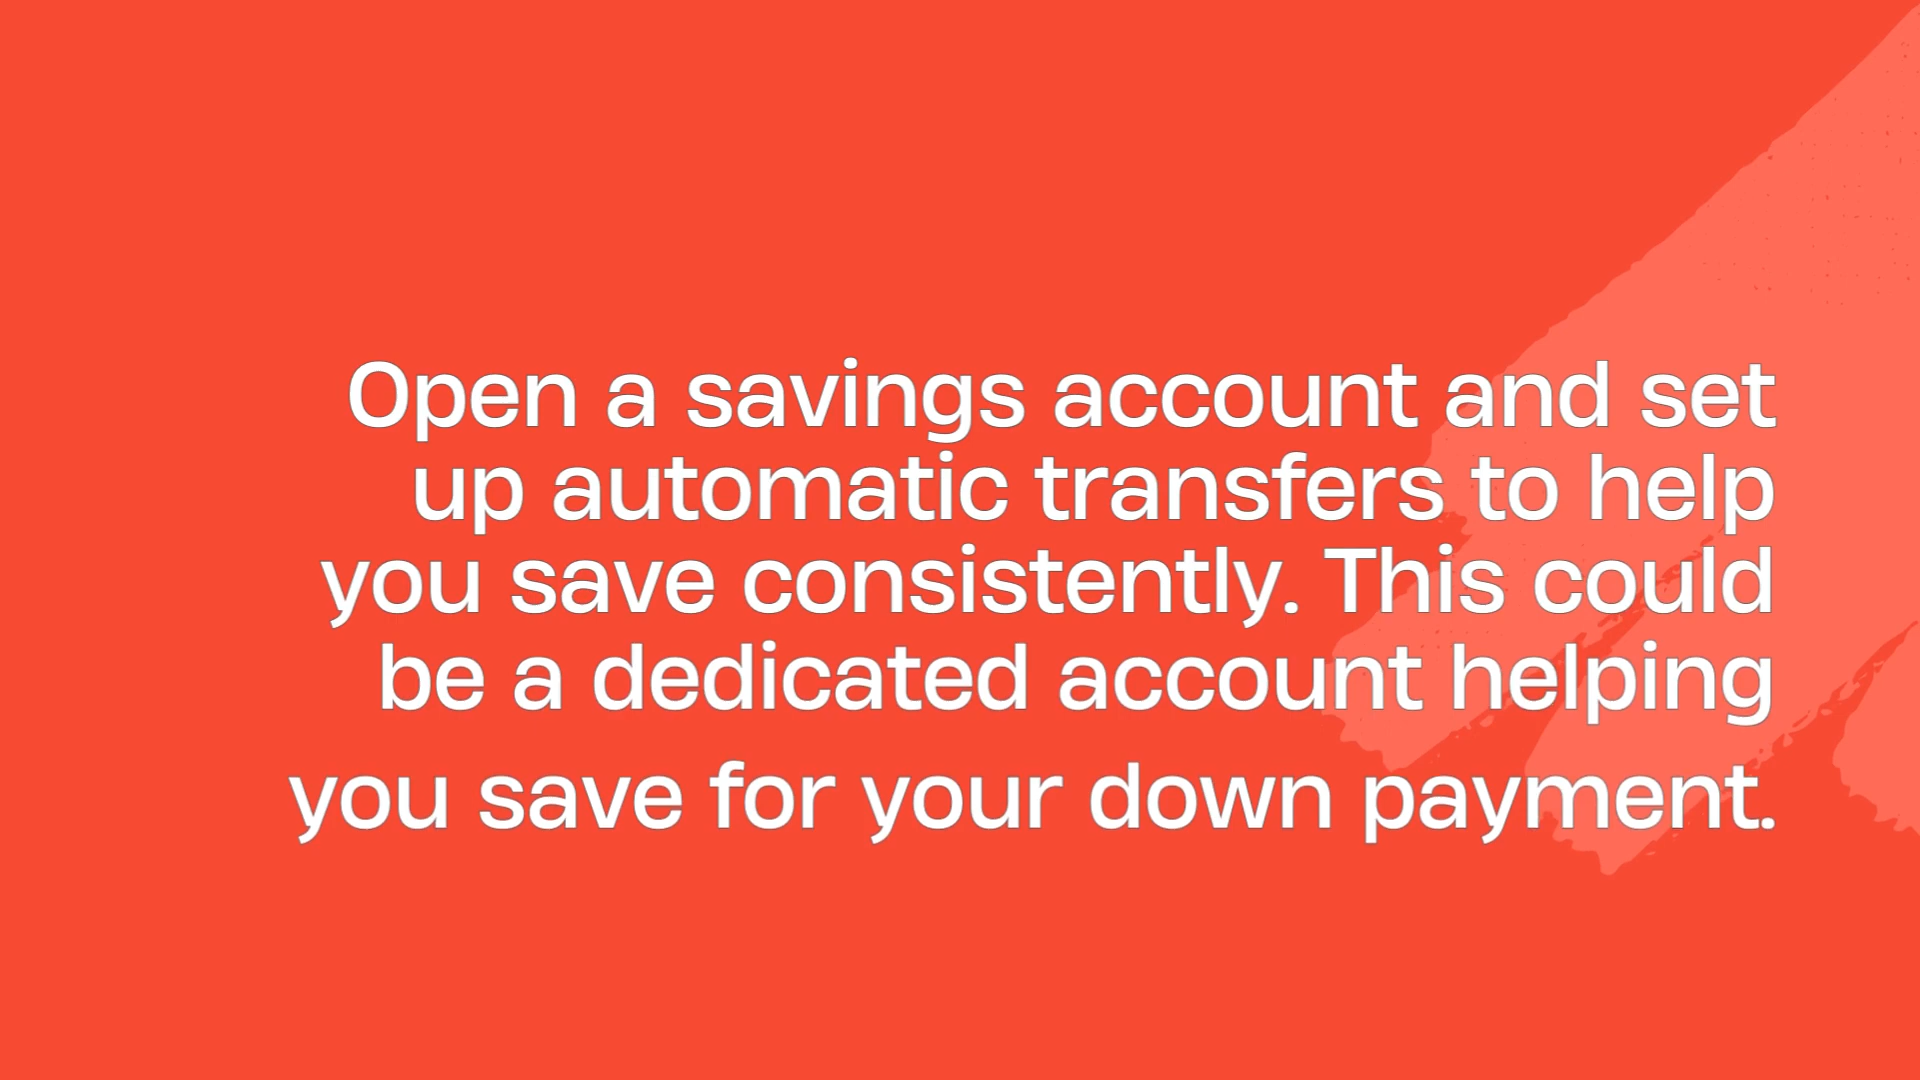 Open a savings account and set
up automatic transfers to help
you save consistently. This could
be a dedicated account helping
you save for your down payment.